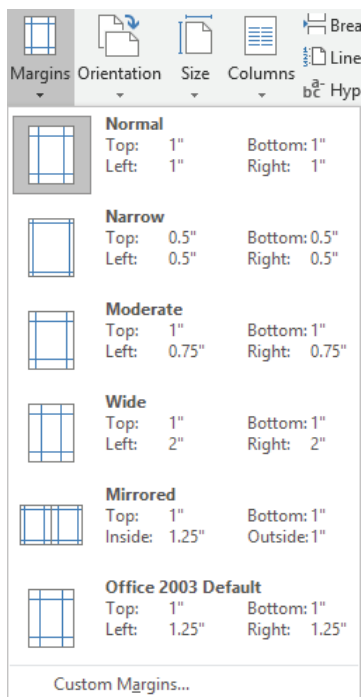 Margins Orientation Size Columns
Brea
Line
bc Hyp
Normal
Top: 1" Bottom: 1"
Left: 1" Right: 1"
Narrow
Top: 0.5" Bottom: 0.5"
Left: 0.5" Right: 0.5"
Moderate
Top: 1" Bottom: 1"
Left: 0.75" Right: 0.75"
Wide
Top: 1" Bottom: 1"
Left: 2" Right: 2"
Mirrored
Top: 1" Bottom: 1"
Inside: 1.25" Outside: 1"
Office 2003 Default
Top: 1" Bottom: 1"
Left: 1.25" Right: 1.25"
Custom Margins...